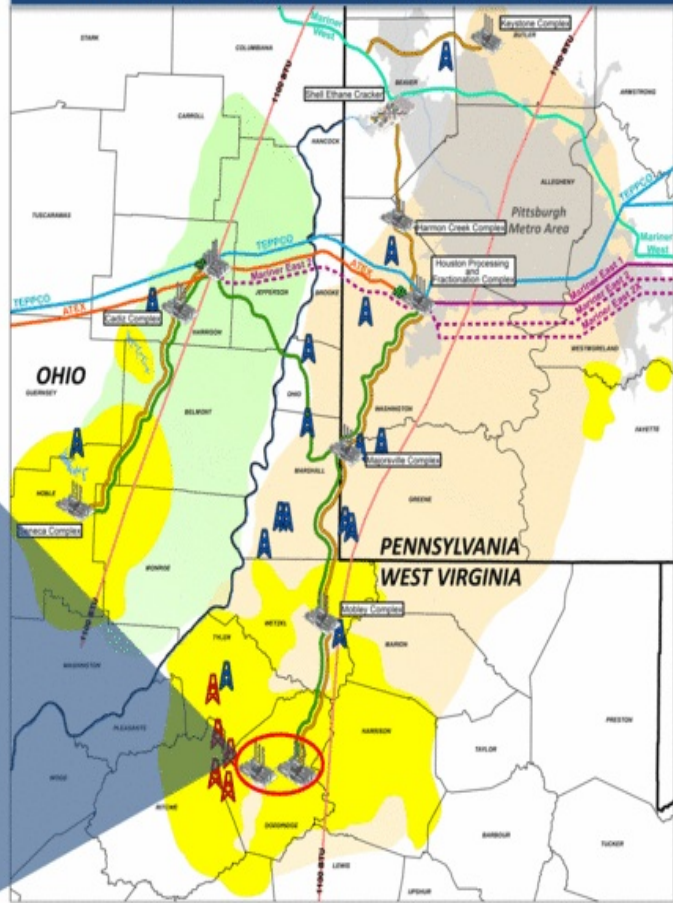 Keystone Complex
Mariner
West
STARK
COLUMBIANA
BUTLER
1100 BTU
1100 BTU
BEAVER
Shell Ethane Cracker
ARMSTRONG
CARROLL
HANCOCK
ALLEGHENY
TEPPCO
TUSCARAWAS
Pittsburgh
Metro Area
Harmon Creek Complex
Mariner
West
TEPPCO
ATEX
Houston Processing
and
Fractionation Complex
Mariner East 2
JEFFERSON
BROOKE
Mariner East 1
Mariner East 2
Mariner East 2X
TEPPCO
ATEX
Cadiz Complex
HARRISON
WESTMORELAND
OHIO
GUERNSEY
OHIO
WASHINGTON
BELMONT
FAYETTE
Majorsville Complex
MARSHALL
NOBLE
GREENE
Seneca Complex
PENNSYLVANIA
WEST VIRGINIA
MONROE
1100 BTU
Mobley Complex
WETZEL
TYLER
MARION
WASHINGTON
PLEASANTS
PRESTON
HARRISON
TAYLOR
WOOD
RITCHIE
DODDRIDGE
BARBOUR
TUCKER
LEWIS
1100 BTU
UPSHUR